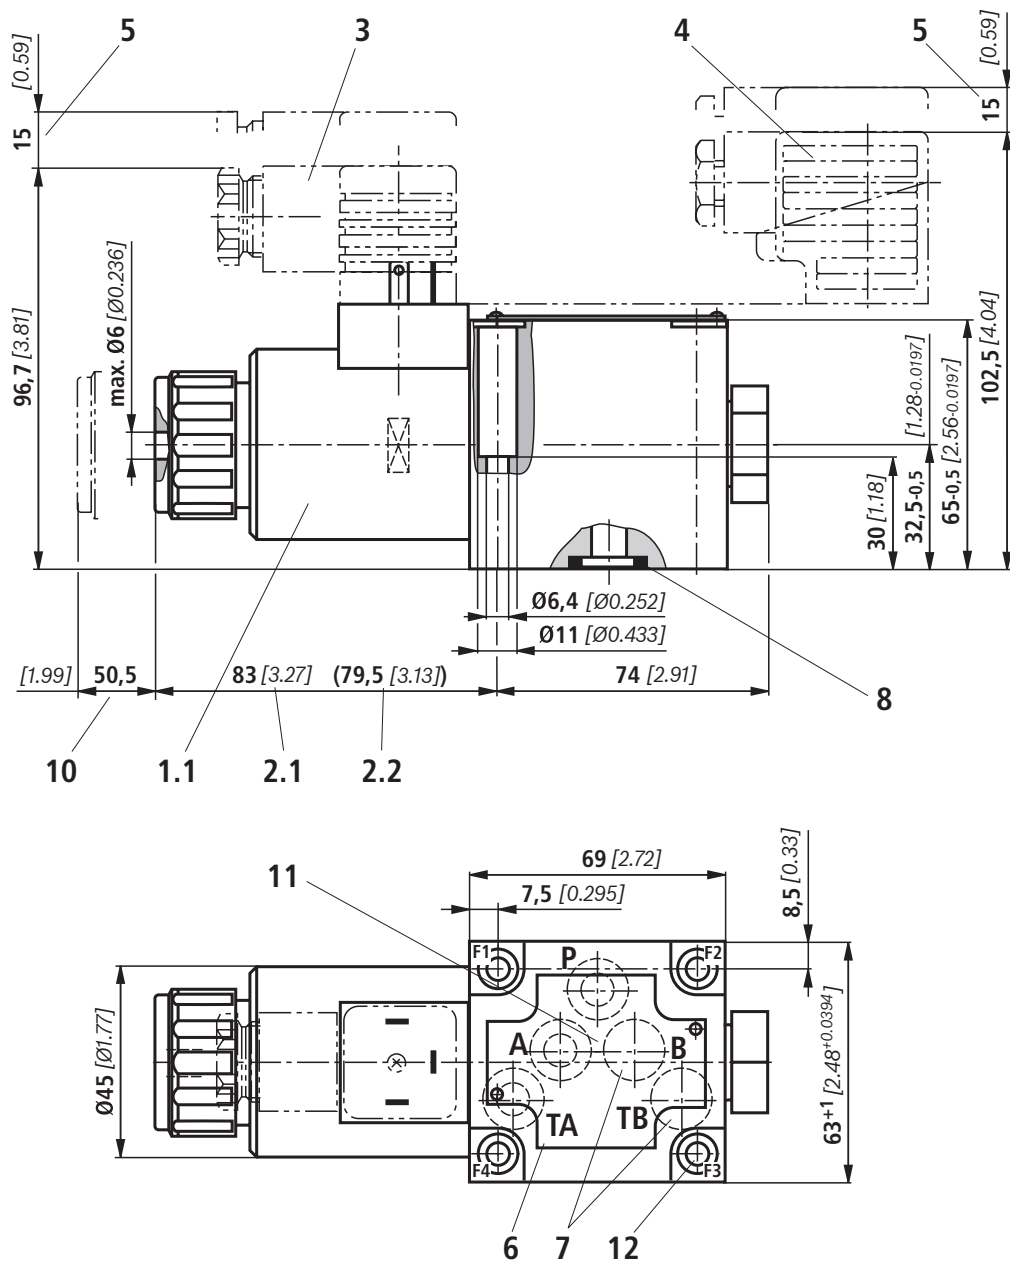 5
3
4
5
[0.59]
15
[0.59]
15
96,7 [3.81]
max. Ø6 [Ø0.236]
30 [1.18]
32,5-0,5
[1.28-0.0197]
65-0,5 [2.56-0.0197]
102,5 [4.04]
Ø6,4 [Ø0.252]
Ø11 [Ø0.433]
[1.99] 50,5
83 [3.27]
(79,5 [3.13])
74 [2.91]
8
10
1.1
2.1
2.2
69 [2.72]
7,5 [0.295]
8,5 [0.33]
11
F1
F2
P
A
B
TA
TB
F4
F3
Ø45 [Ø1.77]
63+1 [2.48+0.0394]
6
7
12